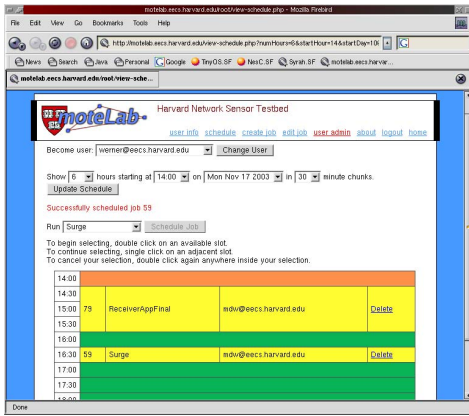 motelab.eecs.harvard.edu/root/view-schedule.php - Mozilla Firebird
File Edit View Go Bookmarks Tools Help
http://motelab.eecs.harvard.edu/view-schedule.php?numHours=6&startHour=14&startDay=10
News Search Java Personal Google TinyOS.SF NesC.SF Syrah.SF motelab.eecs.harvar...
motelab.eecs.harvard.edu/view-sche...
moteLab. Harvard Network Sensor Testbed
user info schedule create job edit job user admin about logout home
Become user: werner@eecs.harvard.edu Change User
Show 6 hours starting at 14:00 on Mon Nov 17 2003 in 30 minute chunks.
Update Schedule
Successfully scheduled job 59
Run Surge Schedule Job
To begin selecting, double click on an available slot.
To continue selecting, single click on an adjacent slot.
To cancel your selection, double click again anywhere inside your selection.
14:00
14:30
15:00 79 ReceiverAppFinal mdw@eecs.harvard.edu Delete
15:30
16:00
16:30 59 Surge mdw@eecs.harvard.edu Delete
17:00
17:30
18:00
Done